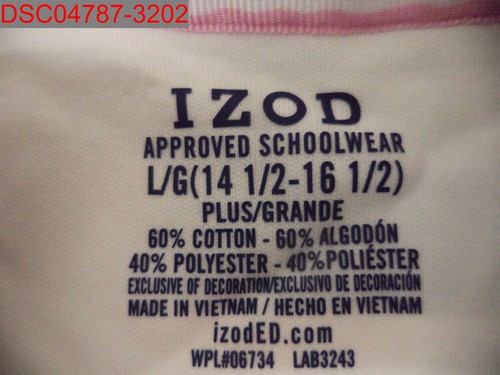 DSC04787-3202
IZOD
APPROVED SCHOOLWEAR
L/G(14 1/2-16 1/2)
PLUS/GRANDE
60% COTTON - 60% ALGODÓN
40% POLYESTER - 40% POLIÉSTER
EXCLUSIVE OF DECORATION/EXCLUSIVO DE DECORACIÓN
MADE IN VIETNAM / HECHO EN VIETNAM
izodED.com
WPL#06734 LAB3243